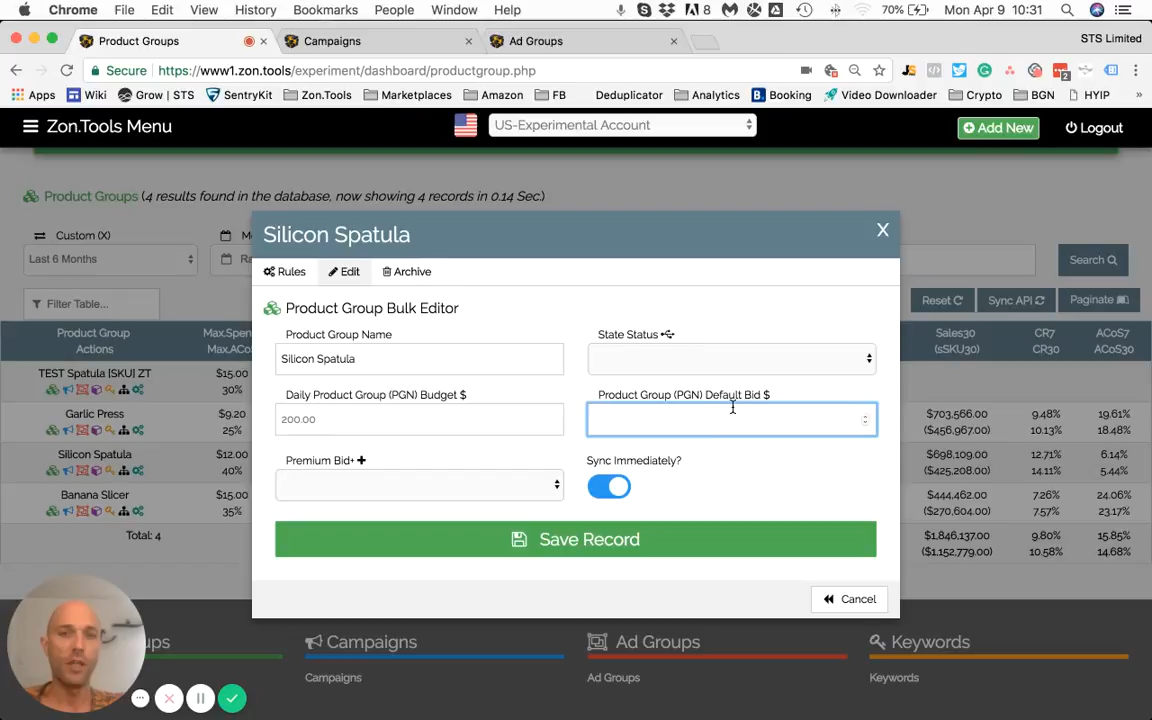 Chrome File Edit View History Bookmarks People Window Help 8 70% Mon Apr 9 10:31
Product Groups × Campaigns × Ad Groups × STS Limited
Secure https://www1.zon.tools/experiment/dashboard/productgroup.php 2
Apps Wiki Grow | STS SentryKit Zon.Tools Marketplaces Amazon FB Deduplicator Analytics Booking Video Downloader Crypto BGN HYIP »
Zon.Tools Menu US-Experimental Account Add New Logout
Product Groups (4 results found in the database, now showing 4 records in 0.14 Sec.)
Custom (X)
Last 6 Months Search
Filter Table... Reset Sync API Paginate
Product Group Max.Spen Sales30 CR7 ACoS7
Actions Max.ACo (sSKU30) CR30 ACoS30
TEST Spatula [SKU] ZT $15.00
30%
Garlic Press $9.20 $703,566.00 9.48% 19.61%
25% ($456,967.00) 10.13% 18.48%
Silicon Spatula $12.00 $698,109.00 12.71% 6.14%
40% ($425,208.00) 14.11% 5.44%
Banana Slicer $15.00 $444,462.00 7.26% 24.06%
35% ($270,604.00) 7.57% 23.17%
Total: 4 $1,846,137.00 9.80% 15.85%
($1,152,779.00) 10.58% 14.68%
Silicon Spatula X
Rules Edit Archive
Product Group Bulk Editor
Product Group Name State Status
Silicon Spatula
Daily Product Group (PGN) Budget $ Product Group (PGN) Default Bid $
200.00
Premium Bid+ Sync Immediately?
Save Record
Cancel
ups Campaigns Ad Groups Keywords
Campaigns Ad Groups Keywords